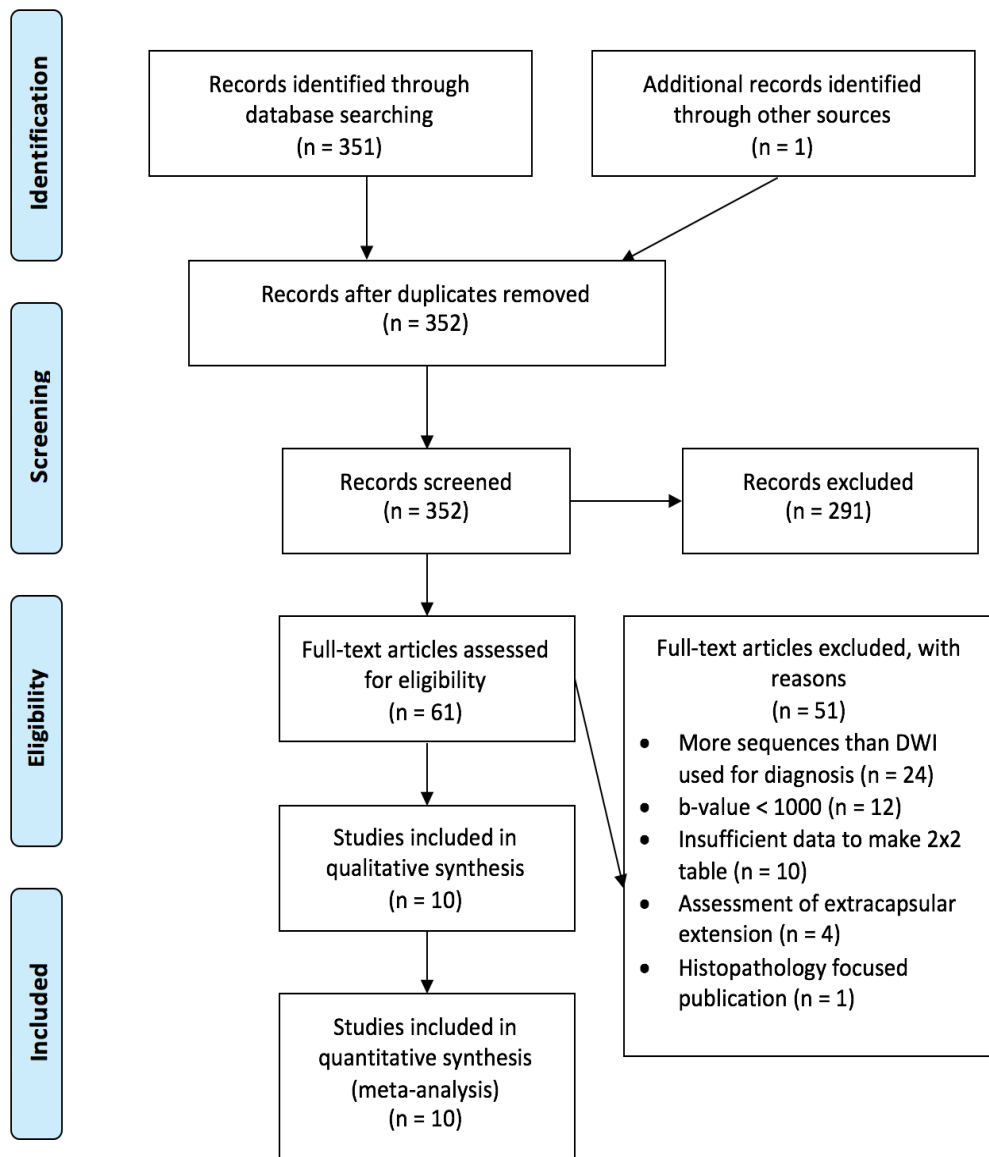 Identification
Records identified through
database searching
(n = 351)
Additional records identified
through other sources
(n = 1)
Records after duplicates removed
(n = 352)
Screening
Records screened
(n = 352)
Records excluded
(n = 291)
Eligibility
Full-text articles assessed
for eligibility
(n = 61)
Full-text articles excluded, with
reasons
(n = 51)
• More sequences than DWI
used for diagnosis (n = 24)
• b-value < 1000 (n = 12)
• Insufficient data to make 2x2
table (n = 10)
• Assessment of extracapsular
extension (n = 4)
• Histopathology focused
publication (n = 1)
Studies included in
qualitative synthesis
(n = 10)
Included
Studies included in
quantitative synthesis
(meta-analysis)
(n = 10)